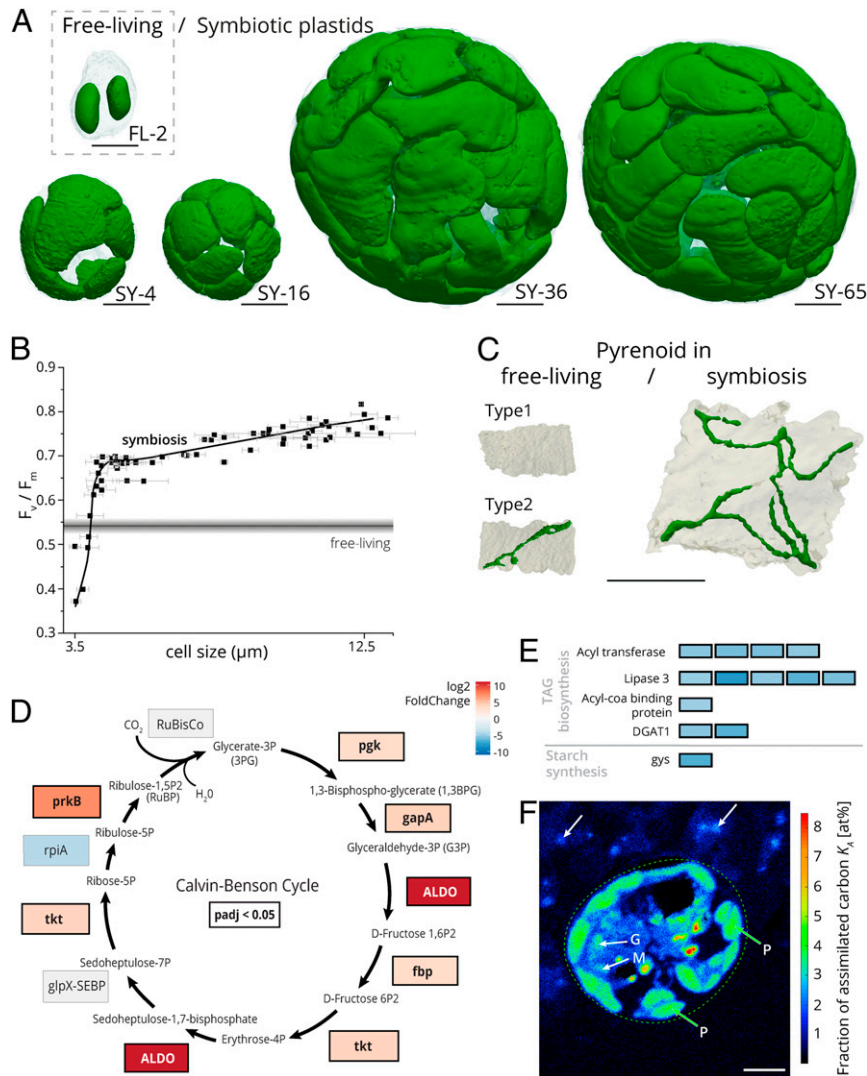 A
Free-living / Symbiotic plastids
FL-2
SY-4
SY-16
SY-36
SY-65
B
0.9
0.8
0.7
0.6
0.5
0.4
0.3
Fv / Fm
symbiosis
free-living
3.5
12.5
cell size (µm)
C
Pyrenoid in
free-living / symbiosis
Type1
Type2
D
log2
FoldChange
10
5
0
-5
-10
CO2
RuBisCo
H20
Glycerate-3P
(3PG)
pgk
1,3-Bisphospho-glycerate (1,3BPG)
gapA
Glyceraldehyde-3P (G3P)
ALDO
D-Fructose 1,6P2
fbp
D-Fructose 6P2
tkt
Erythrose-4P
ALDO
Sedoheptulose-1,7-bisphosphate
glpX-SEBP
Sedoheptulose-7P
tkt
Ribose-5P
rpiA
Ribulose-5P
prkB
Ribulose-1,5P2
(RuBP)
Calvin-Benson Cycle
padj < 0.05
E
TAG
biosynthesis
Acyl transferase
Lipase 3
Acyl-coa binding
protein
DGAT1
Starch
synthesis
gys
F
G
M
P
P
8
7
6
5
4
3
2
1
Fraction of assimilated carbon KA [at%]